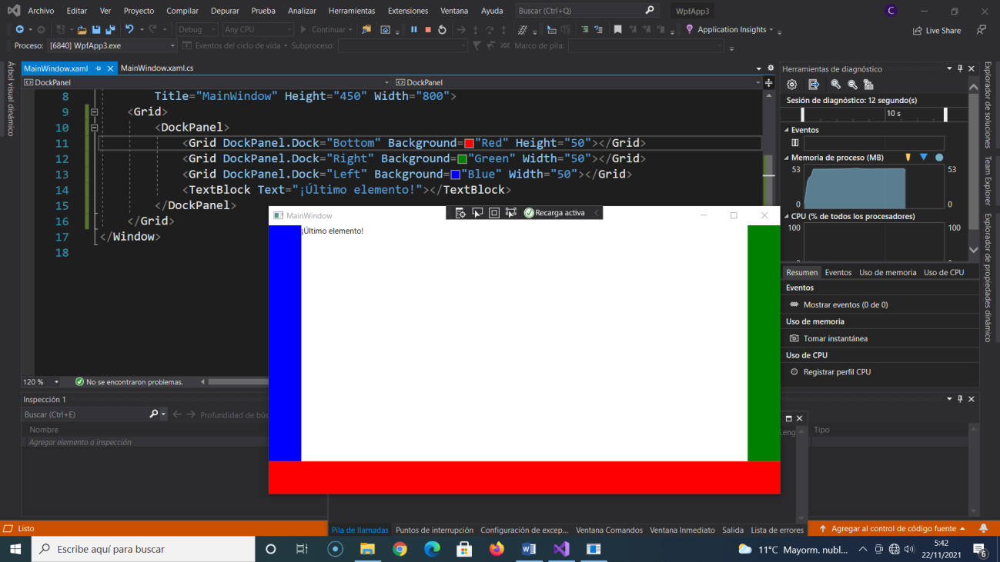 Archivo Editar Ver Proyecto Compilar Depurar Prueba Analizar Herramientas Extensiones Ventana Ayuda Buscar (Ctrl+Q) WpfApp3 C
Debug Any CPU Continuar Application Insights Live Share
Proceso: [6840] WpfApp3.exe Eventos del ciclo de vida Subproceso: Marco de pila:
Árbol visual dinámico
MainWindow.xaml MainWindow.xaml.cs
DockPanel DockPanel
8 Title="MainWindow" Height="450" Width="800">
9 <Grid>
10 <DockPanel>
11 <Grid DockPanel.Dock="Bottom" Background="Red" Height="50"></Grid>
12 <Grid DockPanel.Dock="Right" Background="Green" Width="50"></Grid>
13 <Grid DockPanel.Dock="Left" Background="Blue" Width="50"></Grid>
14 <TextBlock Text="¡Último elemento!"></TextBlock>
15 </DockPanel>
16 </Grid>
17 </Window>
18
MainWindow
Recarga activa
¡Último elemento!
120 % No se encontraron problemas.
Herramientas de diagnóstico
Sesión de diagnóstico: 12 segundo(s)
10 s
Eventos
Memoria de proceso (MB)
53 53
0 0
CPU (% de todos los procesadores)
100 100
Resumen Eventos Uso de memoria Uso de CPU
Eventos
Mostrar eventos (0 de 0)
Uso de memoria
Tomar instantánea
Uso de CPU
Registrar perfil CPU
Explorador de soluciones
Team Explorer
Explorador de propiedades dinámico
Inspección 1
Buscar (Ctrl+E) Profundidad de bús
Nombre
Leng
Tipo
Agregar elemento a inspección
Pila de llamadas Puntos de interrupción Configuración de excep... Ventana Comandos Ventana Inmediato Salida Lista de errores
Listo Agregar al control de código fuente
Escribe aquí para buscar
11°C Mayorm. nubl...
5:42
22/11/2021
6